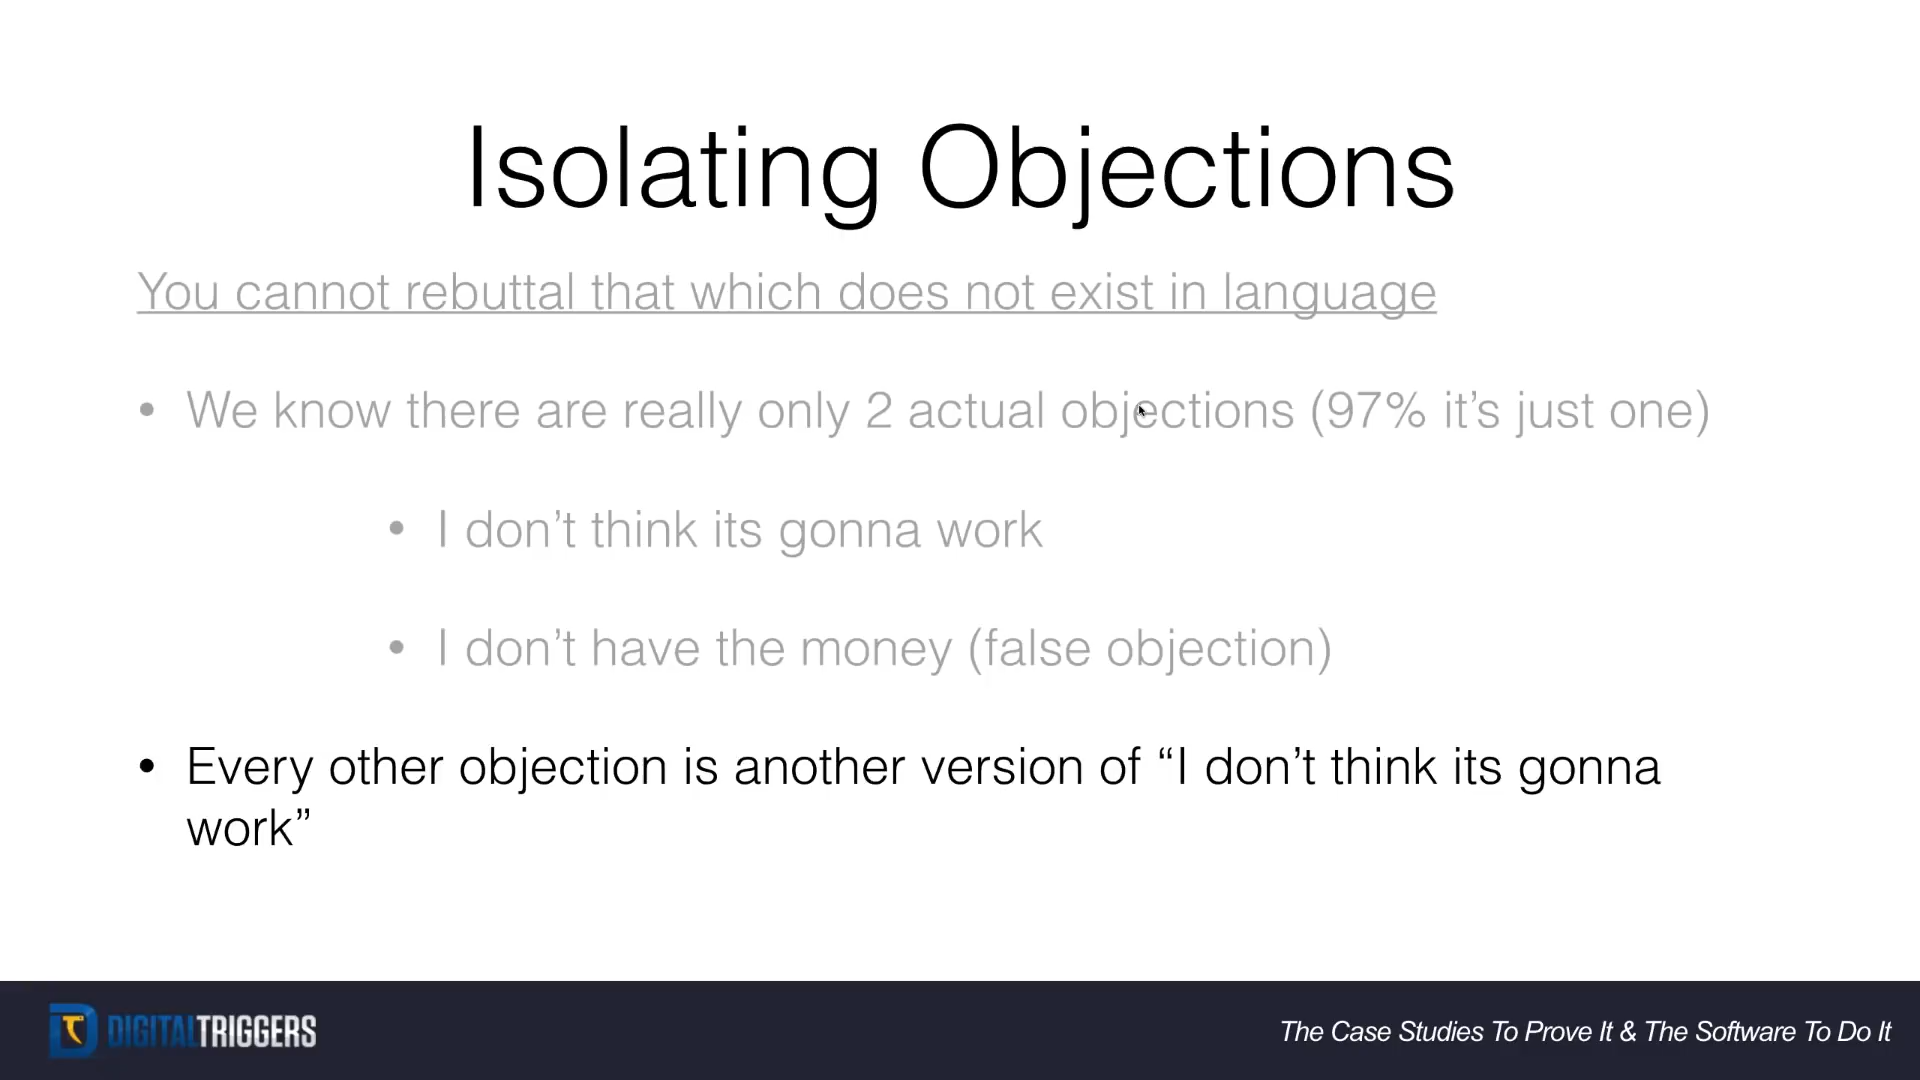 Isolating Objections
You cannot rebuttal that which does not exist in language
• We know there are really only 2 actual objections (97% it’s just one)
• I don’t think its gonna work
• I don’t have the money (false objection)
• Every other objection is another version of “I don’t think its gonna
work”
DIGITALTRIGGERS
The Case Studies To Prove It & The Software To Do It